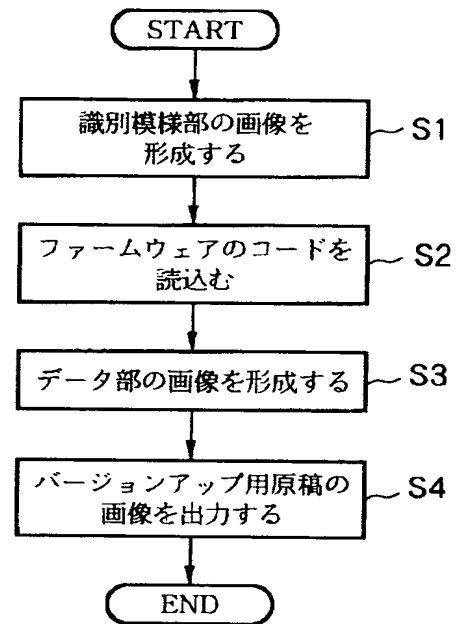 START
識別模様部の画像を
形成する
S1
ファームウェアのコードを
読込む
S2
データ部の画像を形成する
S3
バージョンアップ用原稿の
画像を出力する
S4
END